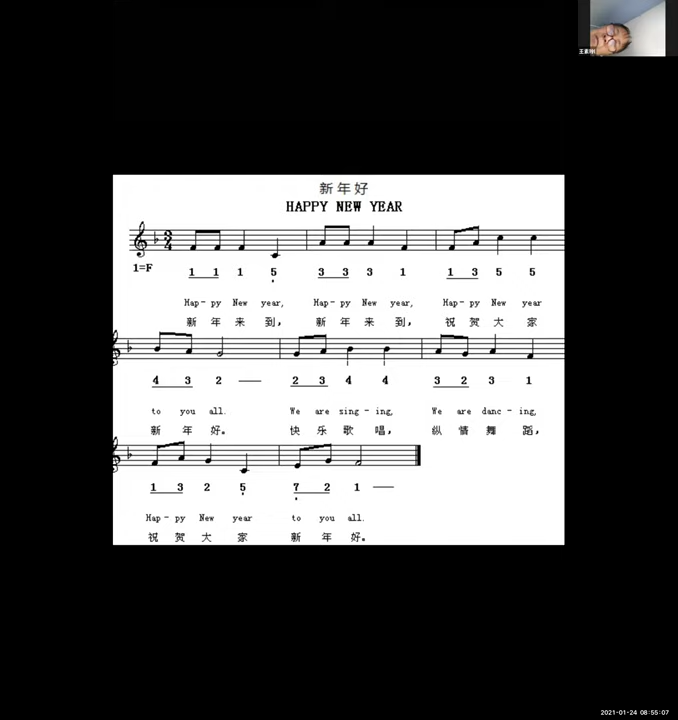 王素
新年好
HAPPY NEW YEAR
3
4
1=F
1 1 1 5 3 3 3 1 1 3 5 5
Hap- py New year, Hap- py New year, Hap- py New year
新 年 来 到， 新 年 来 到， 祝 贺 大 家
4 3 2 — 2 3 4 4 3 2 3 1
to you all. We are sing - ing, We are danc - ing,
新 年 好。 快 乐 歌 唱， 纵 情 舞 蹈，
1 3 2 5 7 2 1 —
Hap - py New year to you all.
祝 贺 大 家 新 年 好。
2021-01-24 08:55:07